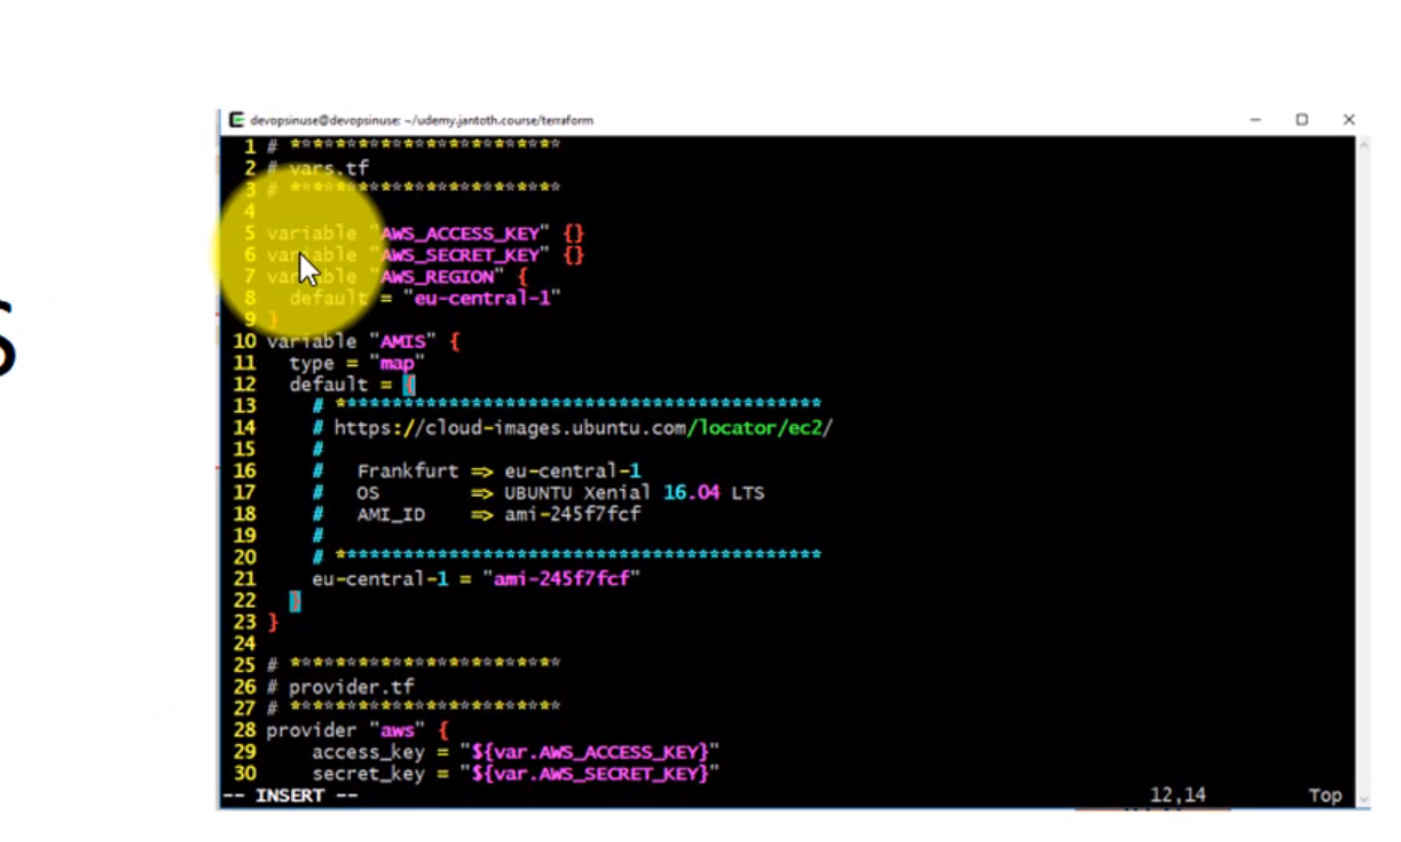 S
devopsinuse@devopsinuse: ~/udemy.jantoth.course/terraform
1 # ************************
2 # vars.tf
3 # ************************
4
5 variable "AWS_ACCESS_KEY" {}
6 variable "AWS_SECRET_KEY" {}
7 variable "AWS_REGION" {
8 default = "eu-central-1"
9 }
10 variable "AMIS" {
11 type = "map"
12 default = {
13 # *******************************************
14 # https://cloud-images.ubuntu.com/locator/ec2/
15 #
16 # Frankfurt => eu-central-1
17 # OS => UBUNTU Xenial 16.04 LTS
18 # AMI_ID => ami-245f7fcf
19 #
20 # *******************************************
21 eu-central-1 = "ami-245f7fcf"
22 }
23 }
24
25 # ************************
26 # provider.tf
27 # ************************
28 provider "aws" {
29 access_key = "${var.AWS_ACCESS_KEY}"
30 secret_key = "${var.AWS_SECRET_KEY}"
-- INSERT -- 12,14 Top